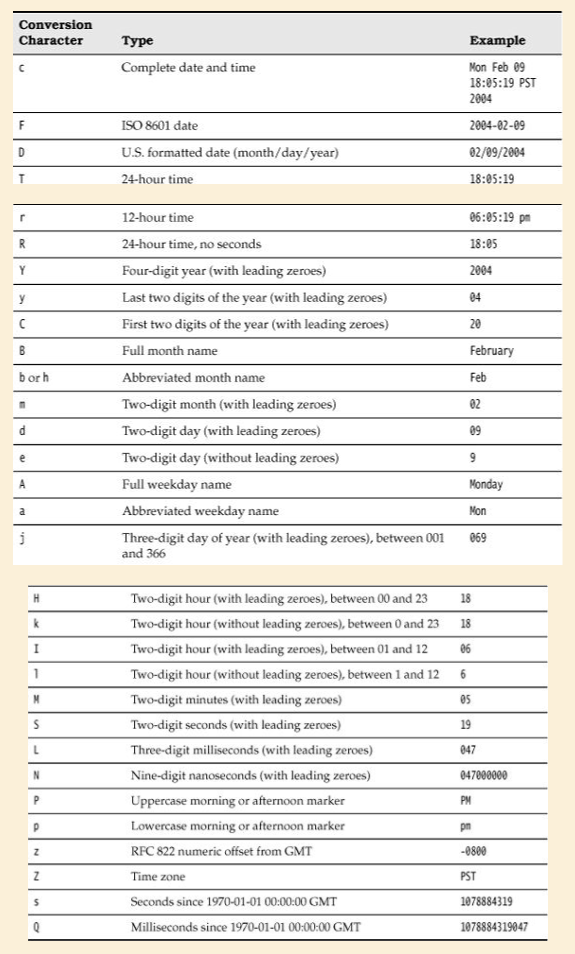 Conversion
Character Type Example
c Complete date and time Mon Feb 09
18:05:19 PST
2004
F ISO 8601 date 2004-02-09
D U.S. formatted date (month/day/year) 02/09/2004
T 24-hour time 18:05:19
r 12-hour time 06:05:19 pm
R 24-hour time, no seconds 18:05
Y Four-digit year (with leading zeroes) 2004
y Last two digits of the year (with leading zeroes) 04
C First two digits of the year (with leading zeroes) 20
B Full month name February
b or h Abbreviated month name Feb
m Two-digit month (with leading zeroes) 02
d Two-digit day (with leading zeroes) 09
e Two-digit day (without leading zeroes) 9
A Full weekday name Monday
a Abbreviated weekday name Mon
j Three-digit day of year (with leading zeroes), between 001 069
and 366
H Two-digit hour (with leading zeroes), between 00 and 23 18
k Two-digit hour (without leading zeroes), between 0 and 23 18
I Two-digit hour (with leading zeroes), between 01 and 12 06
l Two-digit hour (without leading zeroes), between 1 and 12 6
M Two-digit minutes (with leading zeroes) 05
S Two-digit seconds (with leading zeroes) 19
L Three-digit milliseconds (with leading zeroes) 047
N Nine-digit nanoseconds (with leading zeroes) 047000000
P Uppercase morning or afternoon marker PM
p Lowercase morning or afternoon marker pm
z RFC 822 numeric offset from GMT -0800
Z Time zone PST
s Seconds since 1970-01-01 00:00:00 GMT 1078884319
Q Milliseconds since 1970-01-01 00:00:00 GMT 1078884319047